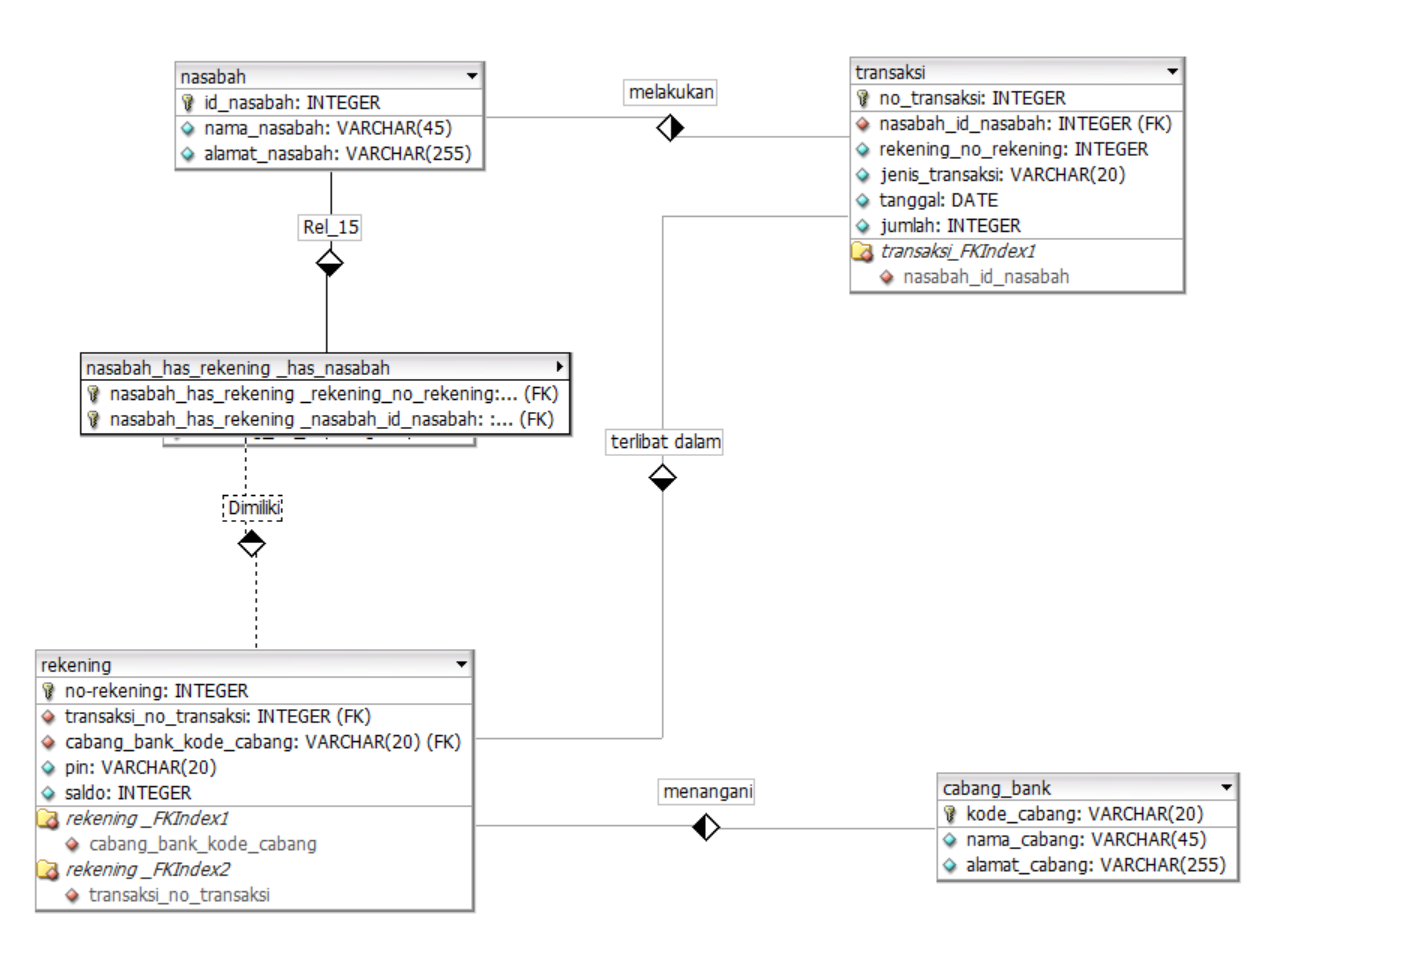 nasabah
id_nasabah: INTEGER
nama_nasabah: VARCHAR(45)
alamat_nasabah: VARCHAR(255)
melakukan
transaksi
no_transaksi: INTEGER
nasabah_id_nasabah: INTEGER (FK)
rekening_no_rekening: INTEGER
jenis_transaksi: VARCHAR(20)
tanggal: DATE
jumlah: INTEGER
transaksi_FKIndex1
nasabah_id_nasabah
Rel_15
nasabah_has_rekening _has_nasabah
nasabah_has_rekening _rekening_no_rekening:... (FK)
nasabah_has_rekening _nasabah_id_nasabah: :... (FK)
terlibat dalam
Dimiliki
rekening
no-rekening: INTEGER
transaksi_no_transaksi: INTEGER (FK)
cabang_bank_kode_cabang: VARCHAR(20) (FK)
pin: VARCHAR(20)
saldo: INTEGER
rekening _FKIndex1
cabang_bank_kode_cabang
rekening _FKIndex2
transaksi_no_transaksi
menangani
cabang_bank
kode_cabang: VARCHAR(20)
nama_cabang: VARCHAR(45)
alamat_cabang: VARCHAR(255)